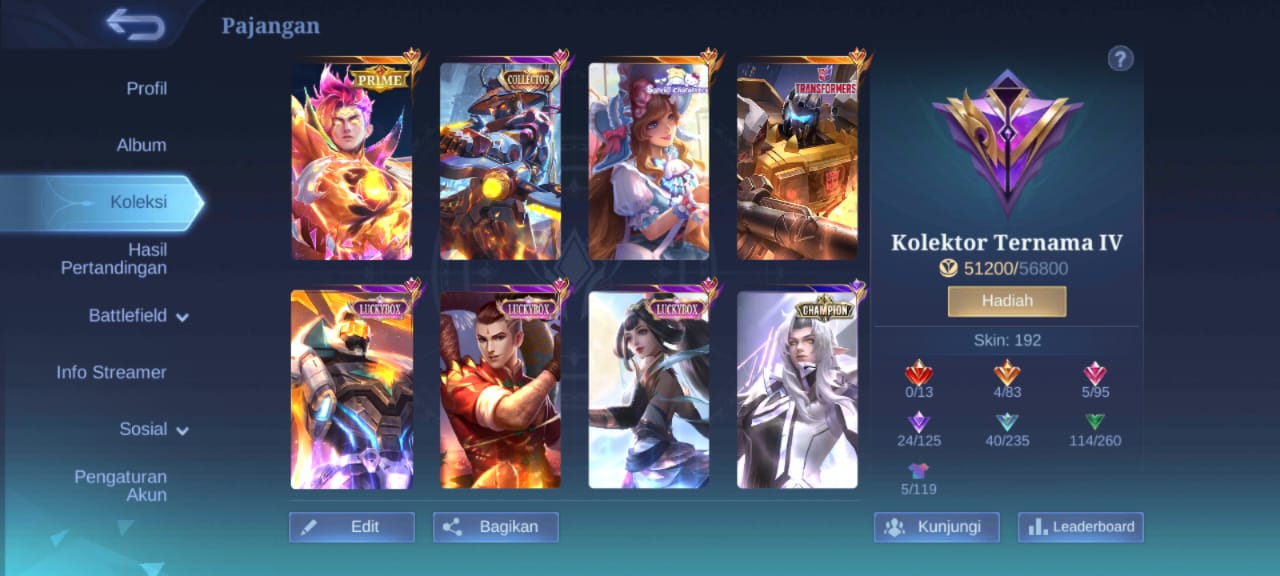 Pajangan
?
Profil
Album
Koleksi
Hasil
Pertandingan
Battlefield
Info Streamer
Sosial
Pengaturan
Akun
PRIME
COLLECTOR
Sanrio Characters
TRANSFORMERS
LUCKYBOX
LUCKYBOX
LUCKYBOX
CHAMPION
Edit
Bagikan
Kolektor Ternama IV
51200/56800
Hadiah
Skin: 192
0/13
4/83
5/95
24/125
40/235
114/260
5/119
Kunjungi
Leaderboard